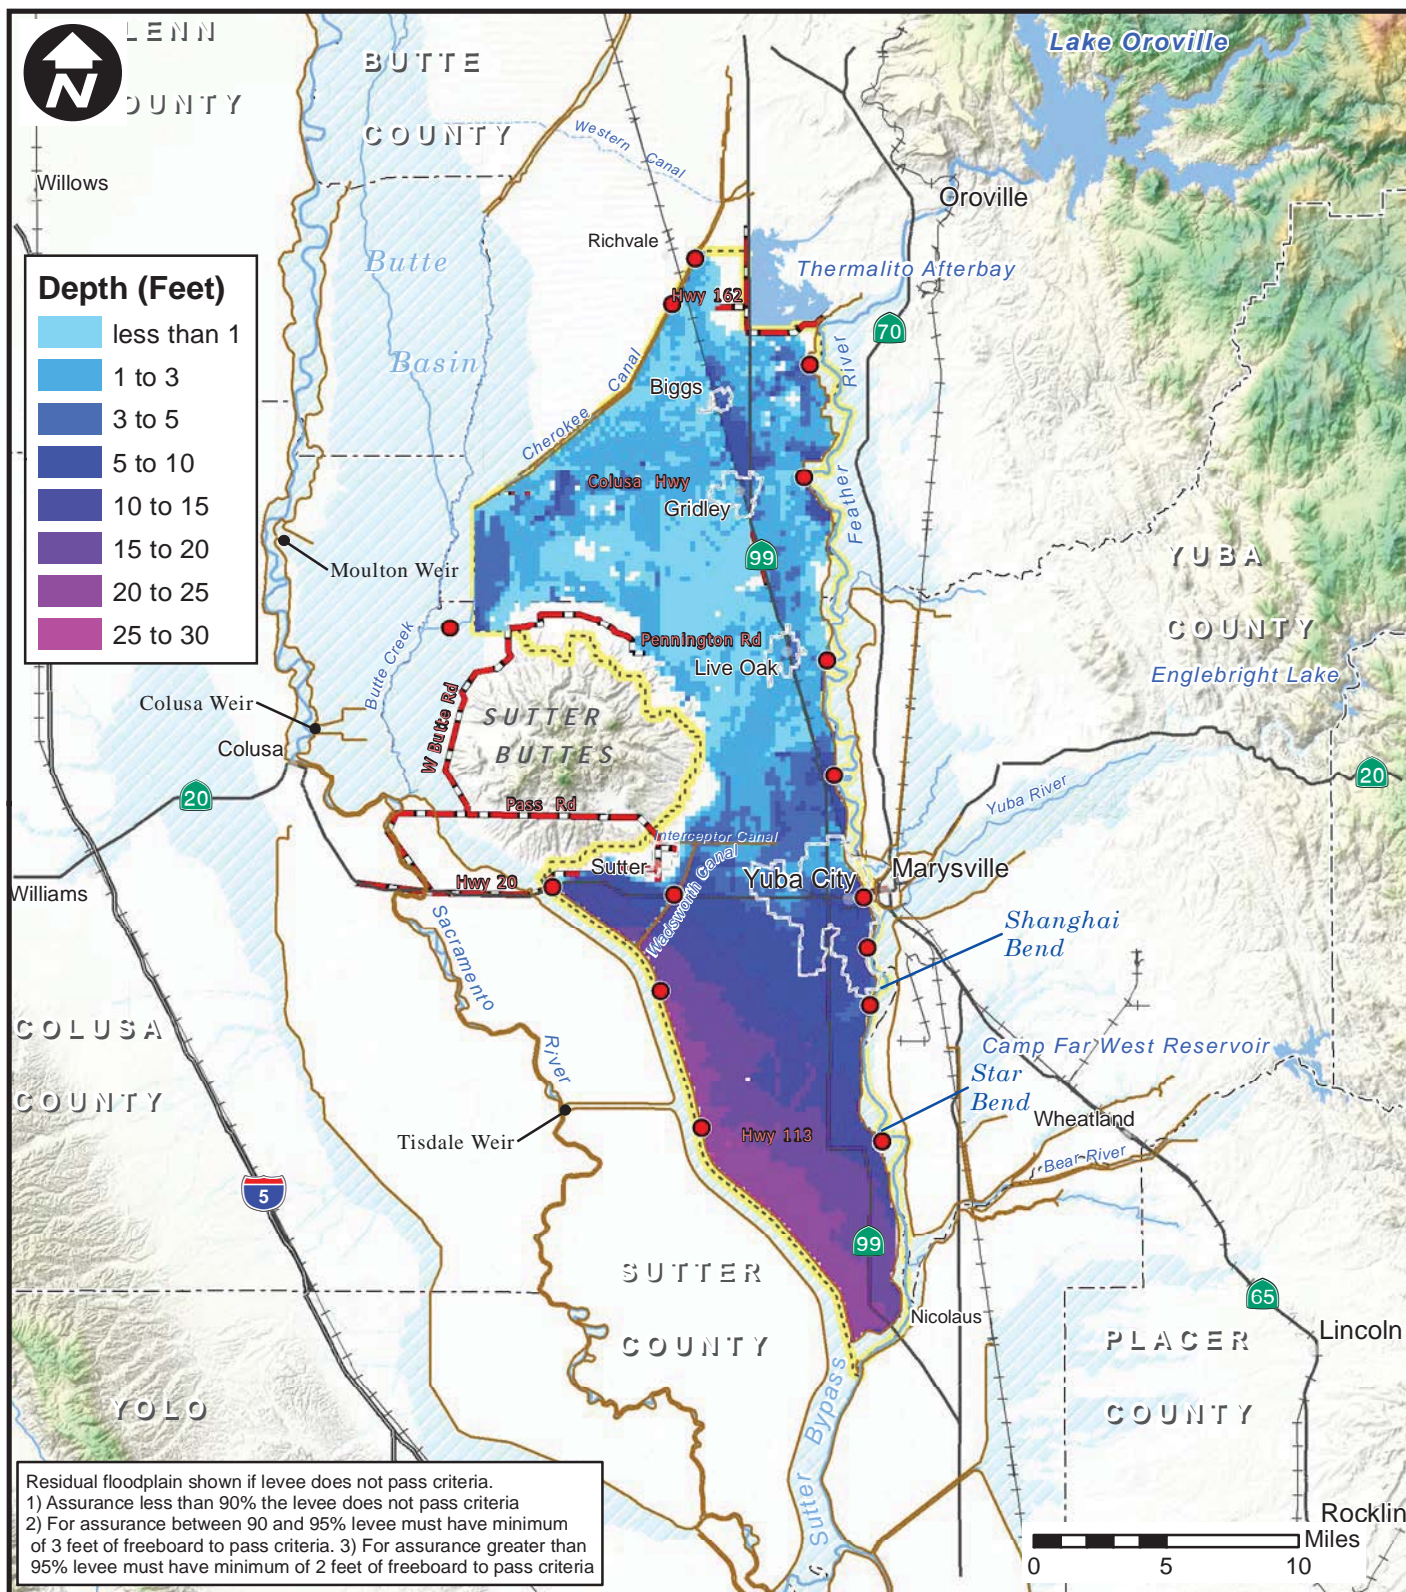 N
LENN
OUNTY
BUTTE
COUNTY
Lake Oroville
Western Canal
Willows
Oroville
Richvale
Butte
Basin
Thermalito Afterbay
Hwy 162
70
Depth (Feet)
less than 1
1 to 3
3 to 5
5 to 10
10 to 15
15 to 20
20 to 25
25 to 30
Cherokee Canal
Biggs
Feather River
Colusa Hwy
Gridley
99
Moulton Weir
YUBA
COUNTY
Butte Creek
Pennington Rd
Live Oak
Englebright Lake
Colusa Weir
Colusa
W Butte Rd
SUTTER
BUTTES
20
Pass Rd
Yuba River
20
Interceptor Canal
Sutter
Wadsworth Canal
Yuba City
Marysville
Williams
Hwy 20
Sacramento River
Shanghai
Bend
COLUSA
COUNTY
Camp Far West Reservoir
Star
Bend
Wheatland
Tisdale Weir
Hwy 113
Bear River
5
99
SUTTER
COUNTY
Nicolaus
65
PLACER
COUNTY
Lincoln
YOLO
Sutter Bypass
Residual floodplain shown if levee does not pass criteria.
1) Assurance less than 90% the levee does not pass criteria
2) For assurance between 90 and 95% levee must have minimum
of 3 feet of freeboard to pass criteria. 3) For assurance greater than
95% levee must have minimum of 2 feet of freeboard to pass criteria
Rocklin
Miles
0 5 10